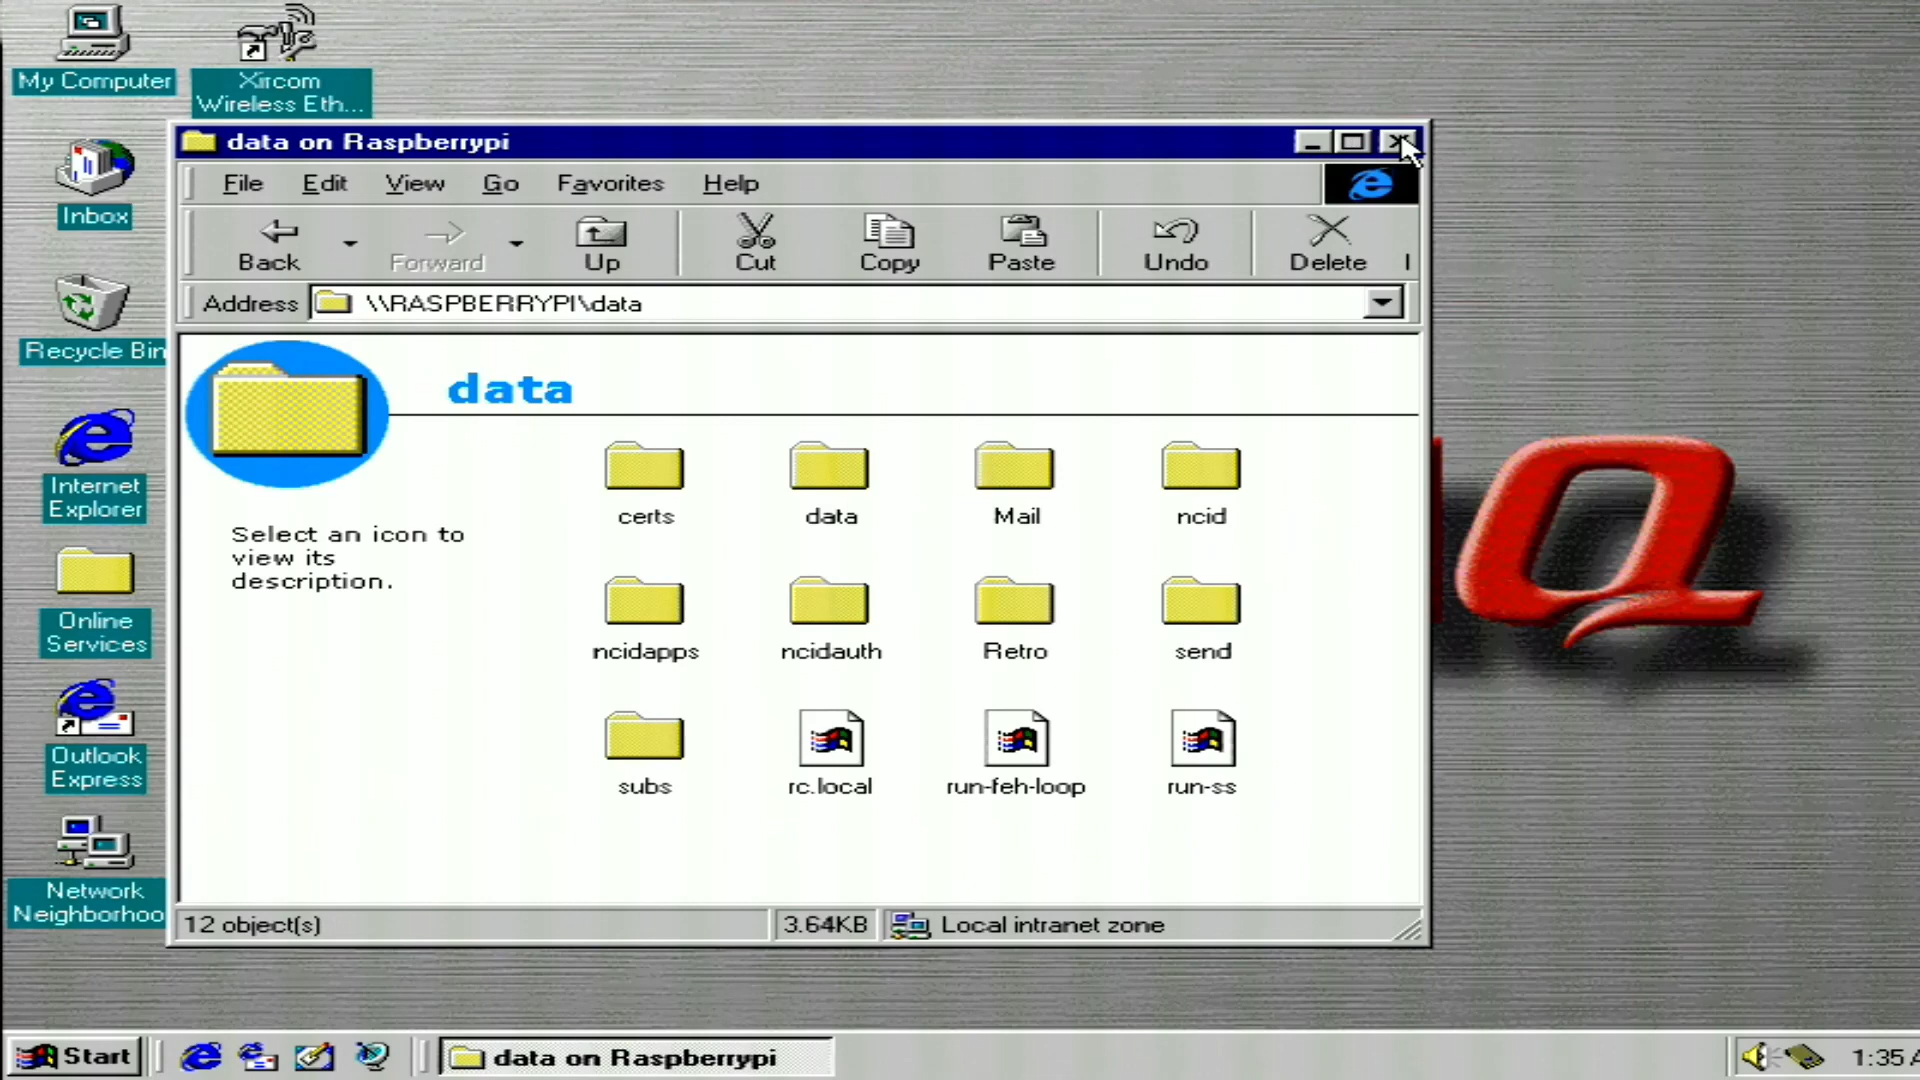 My Computer
Xircom
Wireless Eth...
Inbox
Recycle Bin
Internet
Explorer
Online
Services
Outlook
Express
Network
Neighborhoo
data on Raspberrypi
File Edit View Go Favorites Help
Back Forward Up Cut Copy Paste Undo Delete
Address \\RASPBERRYPI\data
data
Select an icon to
view its
description.
certs data Mail ncid
ncidapps ncidauth Retro send
subs rc.local run-feh-loop run-ss
12 object(s) 3.64KB Local intranet zone
Q
Start data on Raspberrypi 1:35 A